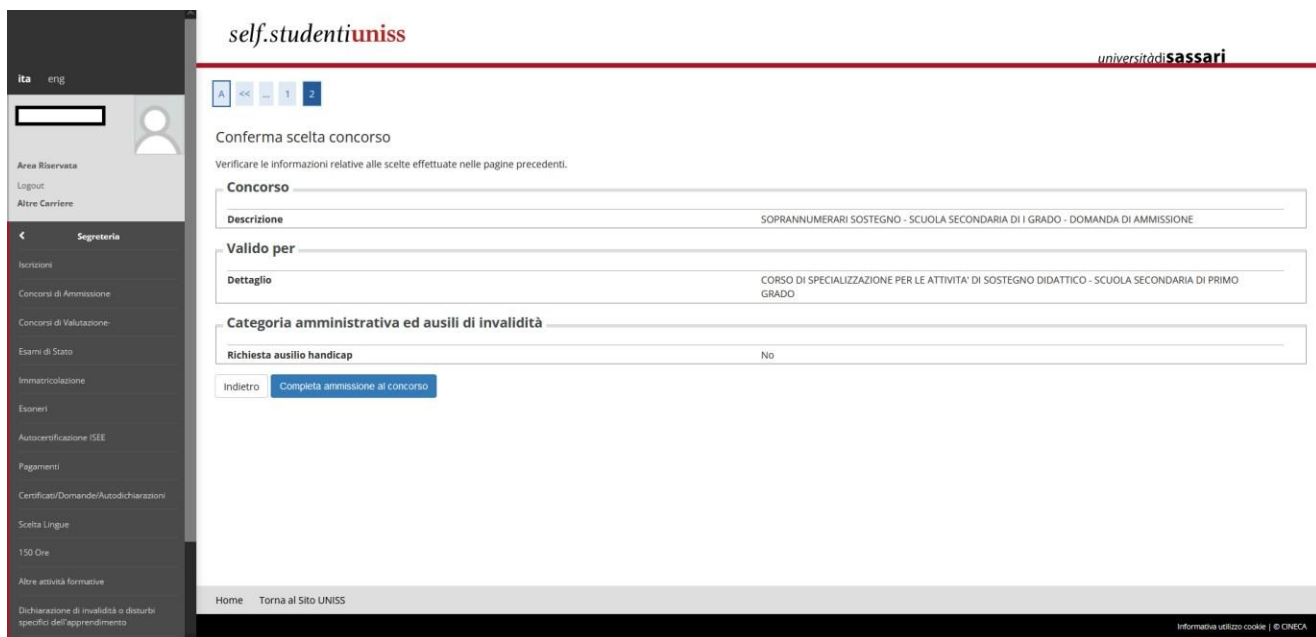 self.studentiuniss
universitàdisassari
ita eng
Area Riservata
Logout
Altre Carriere
Segreteria
Iscrizioni
Concorsi di Ammissione
Concorsi di Valutazione-
Esami di Stato
Immatricolazione
Esoneri
Autocertificazione ISEE
Pagamenti
Certificati/Domande/Autodichiarazioni
Scelta Lingue
150 Ore
Altre attività formative
Dichiarazione di invalidità o disturbi
specifici dell'apprendimento
A << ... 1 2
Conferma scelta concorso
Verificare le informazioni relative alle scelte effettuate nelle pagine precedenti.
Concorso
Descrizione SOPRANNUMERARI SOSTEGNO - SCUOLA SECONDARIA DI I GRADO - DOMANDA DI AMMISSIONE
Valido per
Dettaglio CORSO DI SPECIALIZZAZIONE PER LE ATTIVITA' DI SOSTEGNO DIDATTICO - SCUOLA SECONDARIA DI PRIMO
GRADO
Categoria amministrativa ed ausili di invalidità
Richiesta ausilio handicap No
Indietro Completa ammissione al concorso
Home Torna al Sito UNISS
Informativa utilizzo cookie | © CINECA